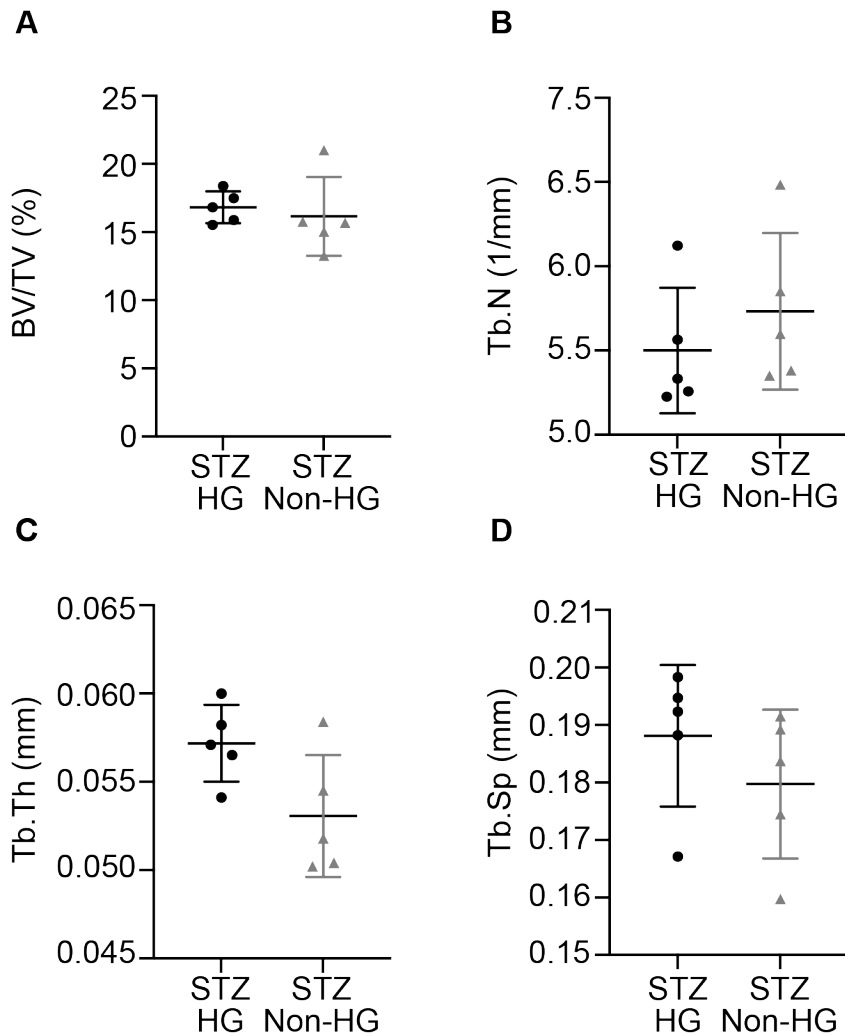 A
BV/TV (%)
25
20
15
10
5
0
STZ HG
STZ Non-HG
B
Tb.N (1/mm)
7.5
6.5
6.0
5.5
5.0
STZ HG
STZ Non-HG
C
Tb.Th (mm)
0.065
0.060
0.055
0.050
0.045
STZ HG
STZ Non-HG
D
Tb.Sp (mm)
0.21
0.20
0.19
0.18
0.17
0.16
0.15
STZ HG
STZ Non-HG